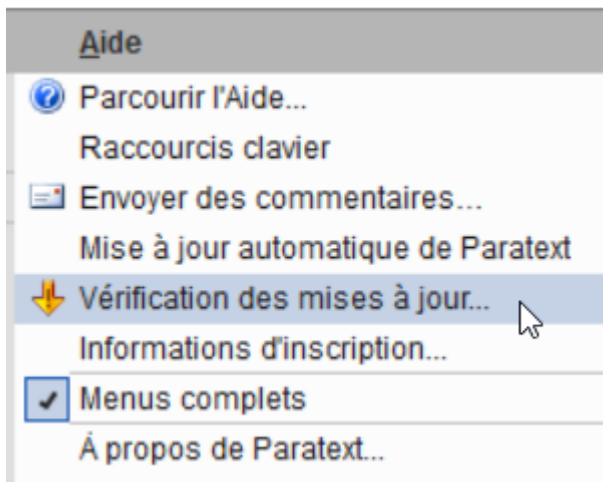 Aide
Parcourir l'Aide...
Raccourcis clavier
Envoyer des commentaires...
Mise à jour automatique de Paratext
Vérification des mises à jour...
Informations d'inscription...
Menus complets
À propos de Paratext...